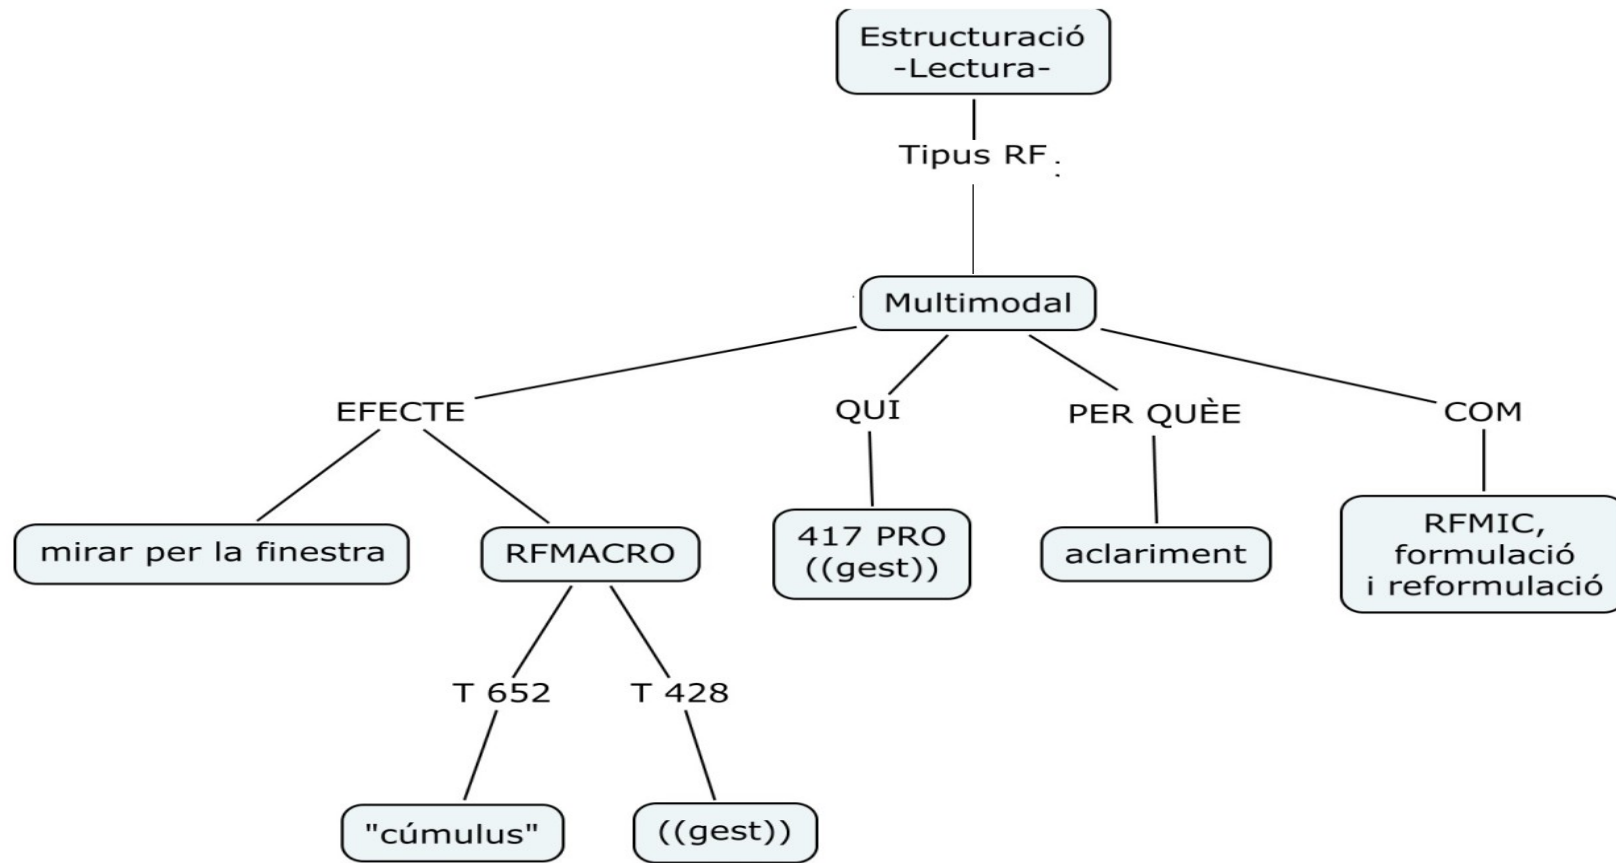 Estructuració
-Lectura-
Tipus RF :
Multimodal
EFECTE
QUI
PER QUÈE
COM
mirar per la finestra
RFMACRO
417 PRO
((gest))
aclariment
RFMIC,
formulació
i reformulació
T 652
T 428
"cúmulus"
((gest))